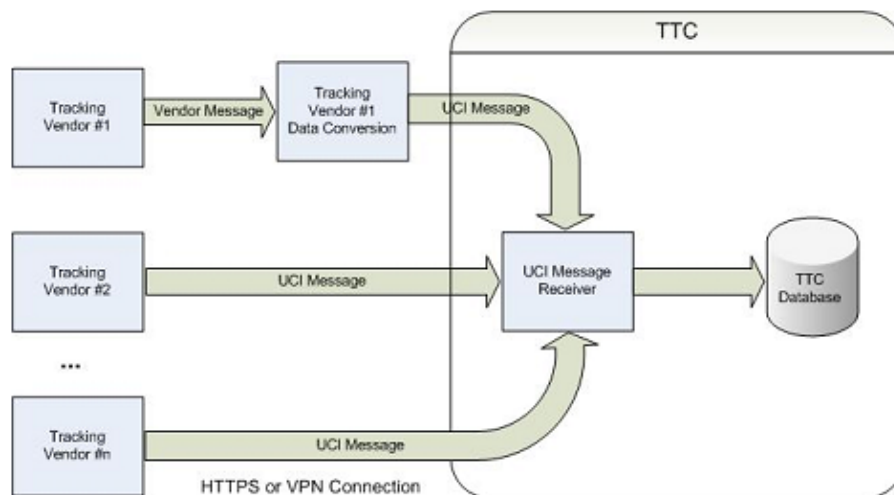 TTC
Tracking
Vendor #1
Vendor Message
Tracking
Vendor #1
Data Conversion
UCI Message
Tracking
Vendor #2
UCI Message
UCI Message
Receiver
TTC
Database
...
Tracking
Vendor #n
UCI Message
HTTPS or VPN Connection